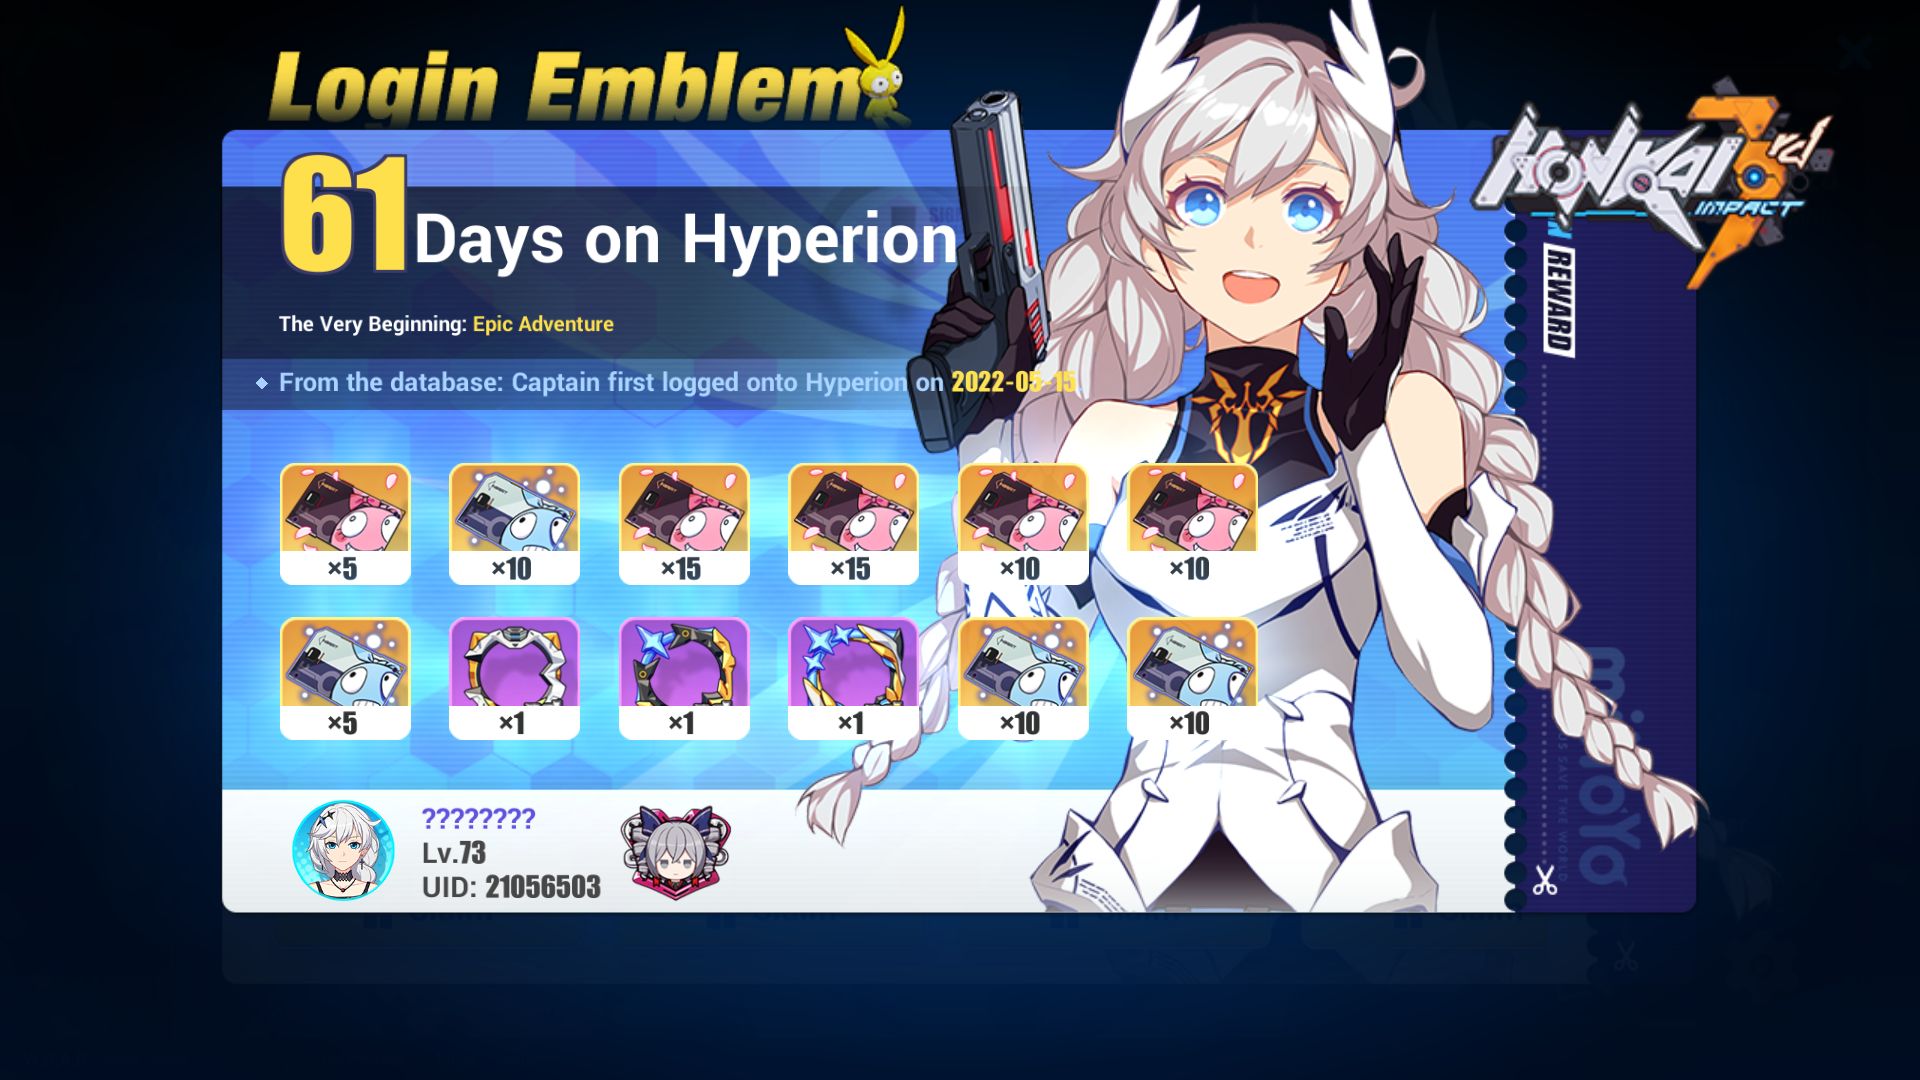 Login Emblem
61 Days on Hyperion
The Very Beginning: Epic Adventure
From the database: Captain first logged onto Hyperion on 2022-05-15
HONKAI 3rd
IMPACT
REWARD
×5
×10
×15
×15
×10
×10
×5
×1
×1
×1
×10
×10
????????
Lv.73
UID: 21056503